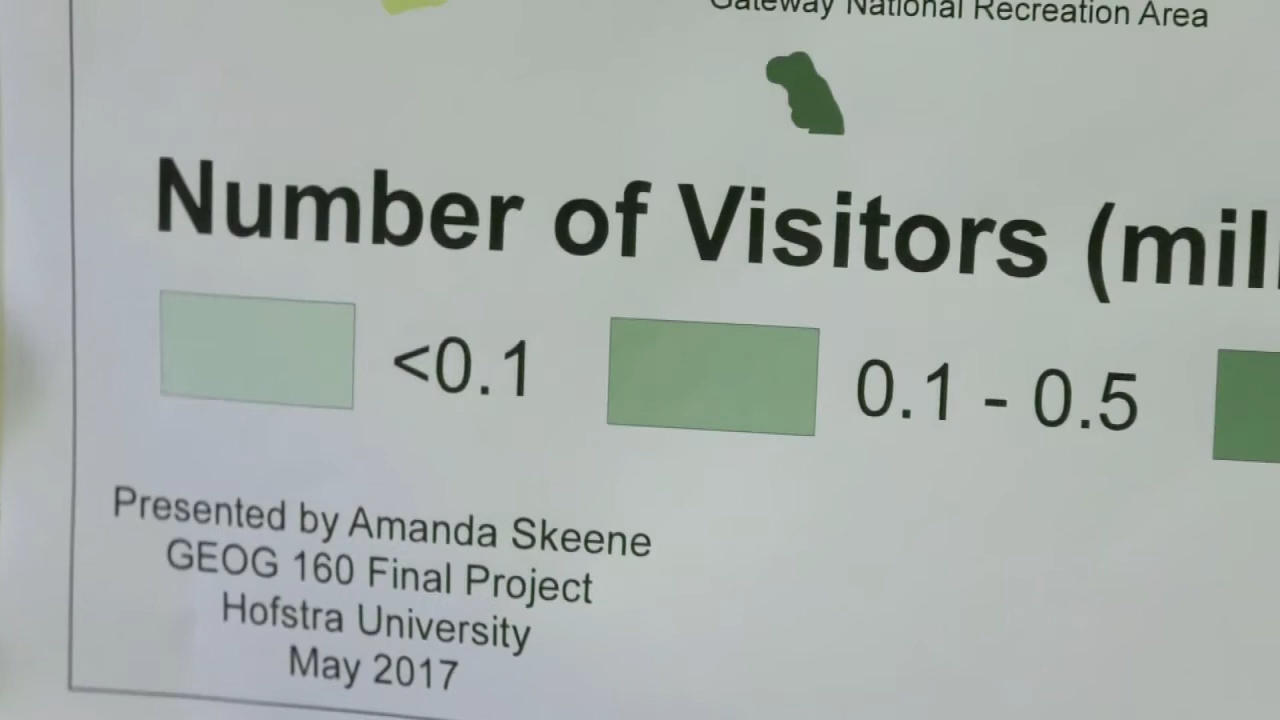 Gateway National Recreation Area
Number of Visitors (mil
<0.1
0.1 - 0.5
Presented by Amanda Skeene
GEOG 160 Final Project
Hofstra University
May 2017